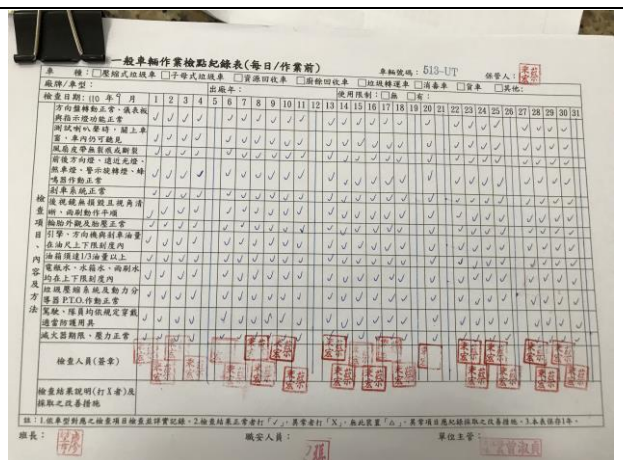 一般車輛作業檢點紀錄表(每日/作業前)
車輛號碼：513-UT 保管人：
車種：□壓縮式垃圾車 □子母式垃圾車 □資源回收車 □廚餘回收車 □垃圾轉運車 □消毒車 □貨車 □其他：
廠牌/車型： 出廠年： 使用限制：□無 □有：
檢查日期：110 年 9 月 1 2 3 4 5 6 7 8 9 10 11 12 13 14 15 16 17 18 19 20 21 22 23 24 25 26 27 28 29 30 31
檢查項目、內容及方法
方向盤轉動正常、儀表板
與指示燈功能正常
測試喇叭聲時，關上車
窗，車內仍可聽見
風扇皮帶無裂痕或斷裂
前後方向燈、遠近光燈、
煞車燈、警示旋轉燈、蜂
鳴器作動正常
剎車系統正常
後視鏡無損毀且視角清
晰、雨刷動作平順
輪胎外觀及胎壓正常
引擎、方向機與剎車油量
在油尺上下限刻度內
油箱須達1/3油量以上
電瓶水、水箱水、雨刷水
均在上下限刻度內
垃圾壓縮系統及動力分
導器P.T.O.作動正常
駕駛、隊員均依規定穿戴
適當防護用具
滅火器期限、壓力正常
檢查人員(簽章)
檢查結果說明(打X者)及
採取之改善措施
註：1.依車型對應之檢查項目檢查並詳實記錄。2.檢查結果正常者打「✓」，異常者打「X」，無此裝置「△」，異常項目應紀錄採取之改善措施。3.本表保存1年。
班長： 職安人員： 單位主管：